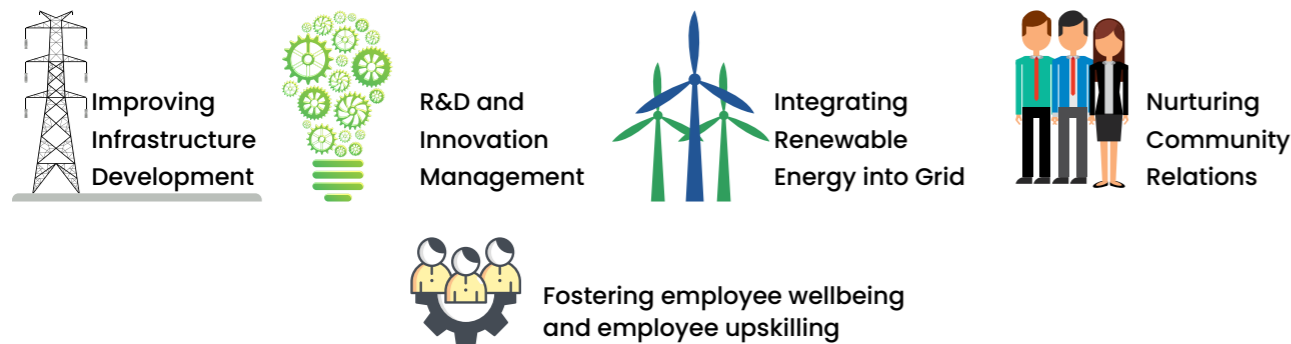 Improving
Infrastructure
Development
R&D and
Innovation
Management
Integrating
Renewable
Energy into Grid
Nurturing
Community
Relations
Fostering employee wellbeing
and employee upskilling